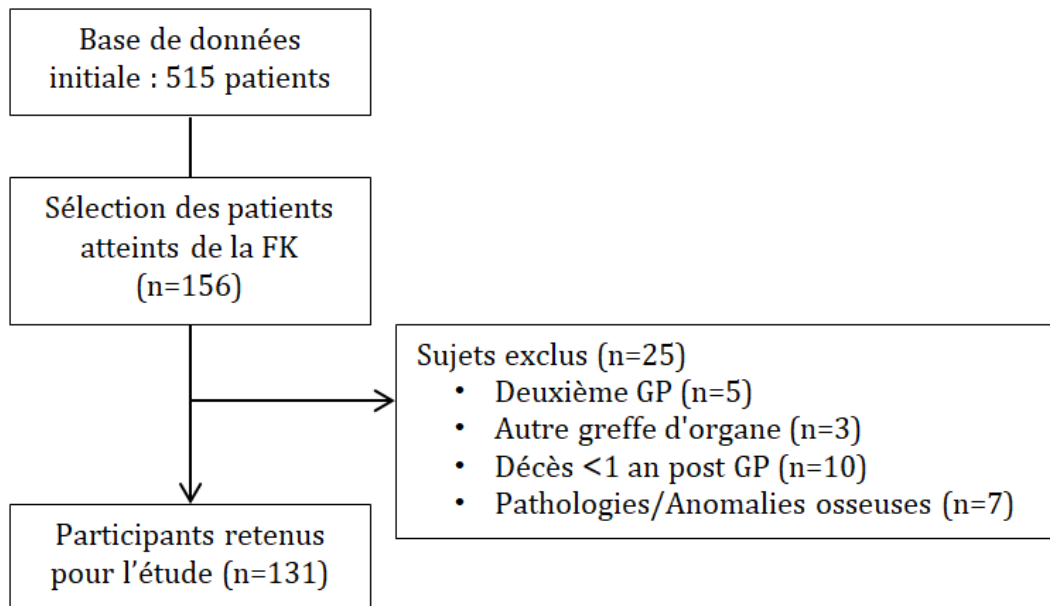 Base de données
initiale : 515 patients
Sélection des patients
atteints de la FK
(n=156)
Sujets exclus (n=25)
• Deuxième GP (n=5)
• Autre greffe d'organe (n=3)
• Décès <1 an post GP (n=10)
• Pathologies/Anomalies osseuses (n=7)
Participants retenus
pour l’étude (n=131)